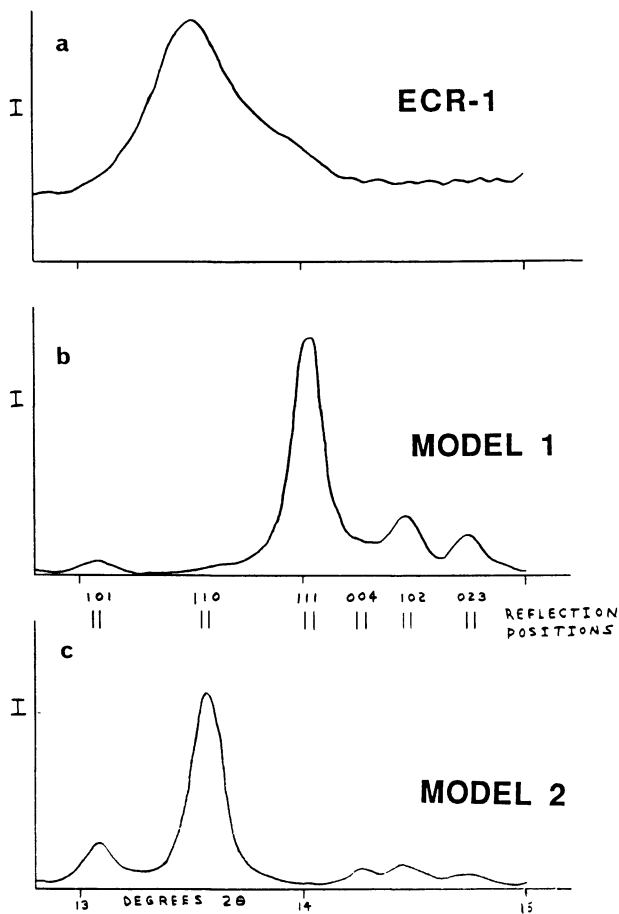 a
I
ECR-1
b
I
MODEL 1
101 110 111 004 102 023
REFLECTION
POSITIONS
c
I
MODEL 2
13 DEGREES 2θ 14 15